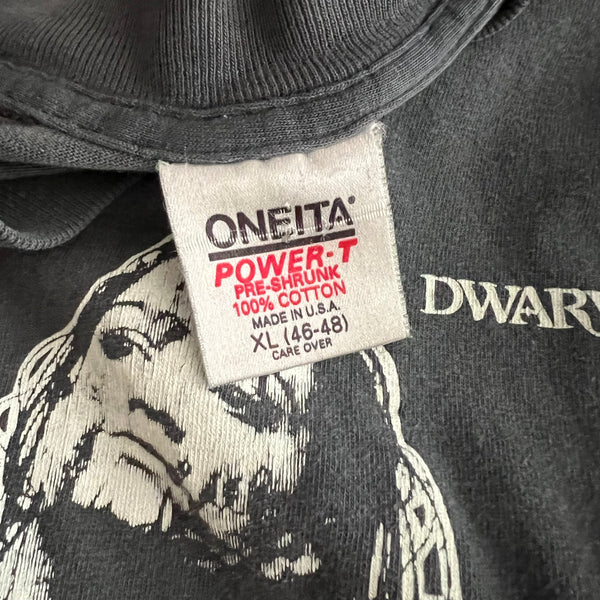 ONEITA®
POWER-T
PRE-SHRUNK
100% COTTON
MADE IN U.S.A.
XL (46-48)
CARE OVER